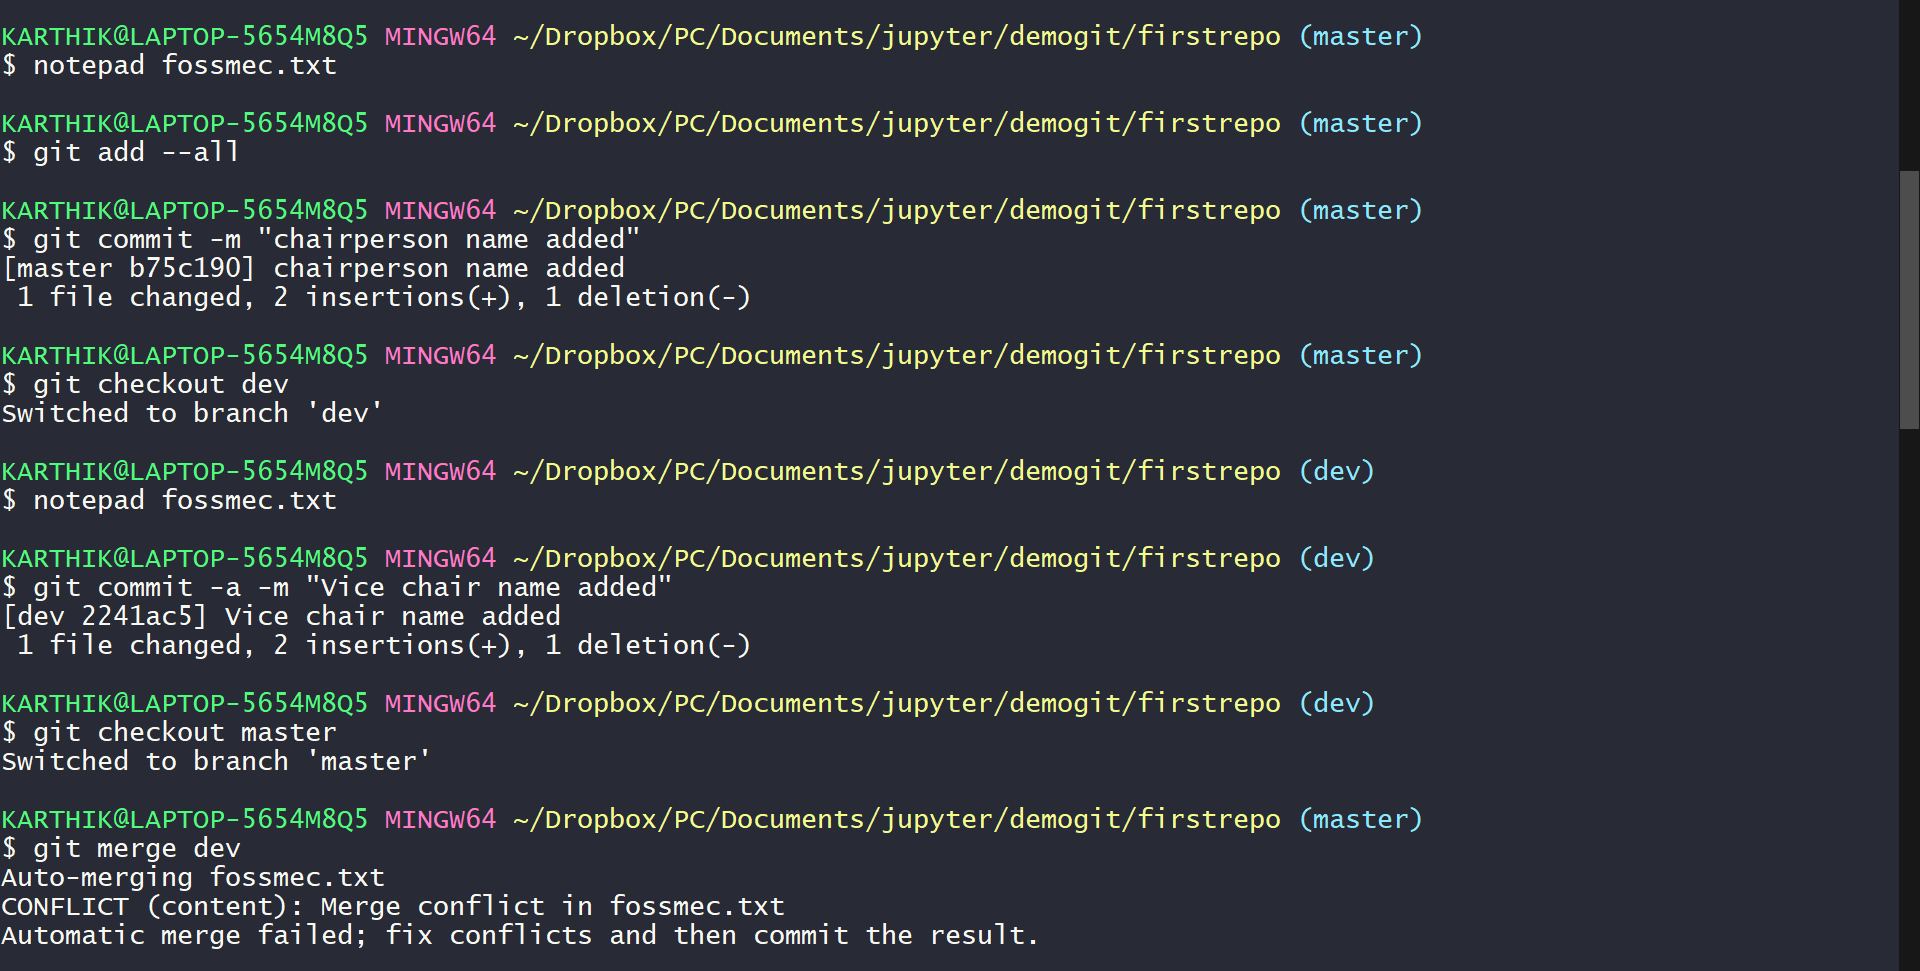 KARTHIK@LAPTOP-5654M8Q5 MINGW64 ~/Dropbox/PC/Documents/jupyter/demogit/firstrepo (master)
$ notepad fossmec.txt
KARTHIK@LAPTOP-5654M8Q5 MINGW64 ~/Dropbox/PC/Documents/jupyter/demogit/firstrepo (master)
$ git add --all
KARTHIK@LAPTOP-5654M8Q5 MINGW64 ~/Dropbox/PC/Documents/jupyter/demogit/firstrepo (master)
$ git commit -m "chairperson name added"
[master b75c190] chairperson name added
 1 file changed, 2 insertions(+), 1 deletion(-)
KARTHIK@LAPTOP-5654M8Q5 MINGW64 ~/Dropbox/PC/Documents/jupyter/demogit/firstrepo (master)
$ git checkout dev
Switched to branch 'dev'
KARTHIK@LAPTOP-5654M8Q5 MINGW64 ~/Dropbox/PC/Documents/jupyter/demogit/firstrepo (dev)
$ notepad fossmec.txt
KARTHIK@LAPTOP-5654M8Q5 MINGW64 ~/Dropbox/PC/Documents/jupyter/demogit/firstrepo (dev)
$ git commit -a -m "Vice chair name added"
[dev 2241ac5] Vice chair name added
 1 file changed, 2 insertions(+), 1 deletion(-)
KARTHIK@LAPTOP-5654M8Q5 MINGW64 ~/Dropbox/PC/Documents/jupyter/demogit/firstrepo (dev)
$ git checkout master
Switched to branch 'master'
KARTHIK@LAPTOP-5654M8Q5 MINGW64 ~/Dropbox/PC/Documents/jupyter/demogit/firstrepo (master)
$ git merge dev
Auto-merging fossmec.txt
CONFLICT (content): Merge conflict in fossmec.txt
Automatic merge failed; fix conflicts and then commit the result.